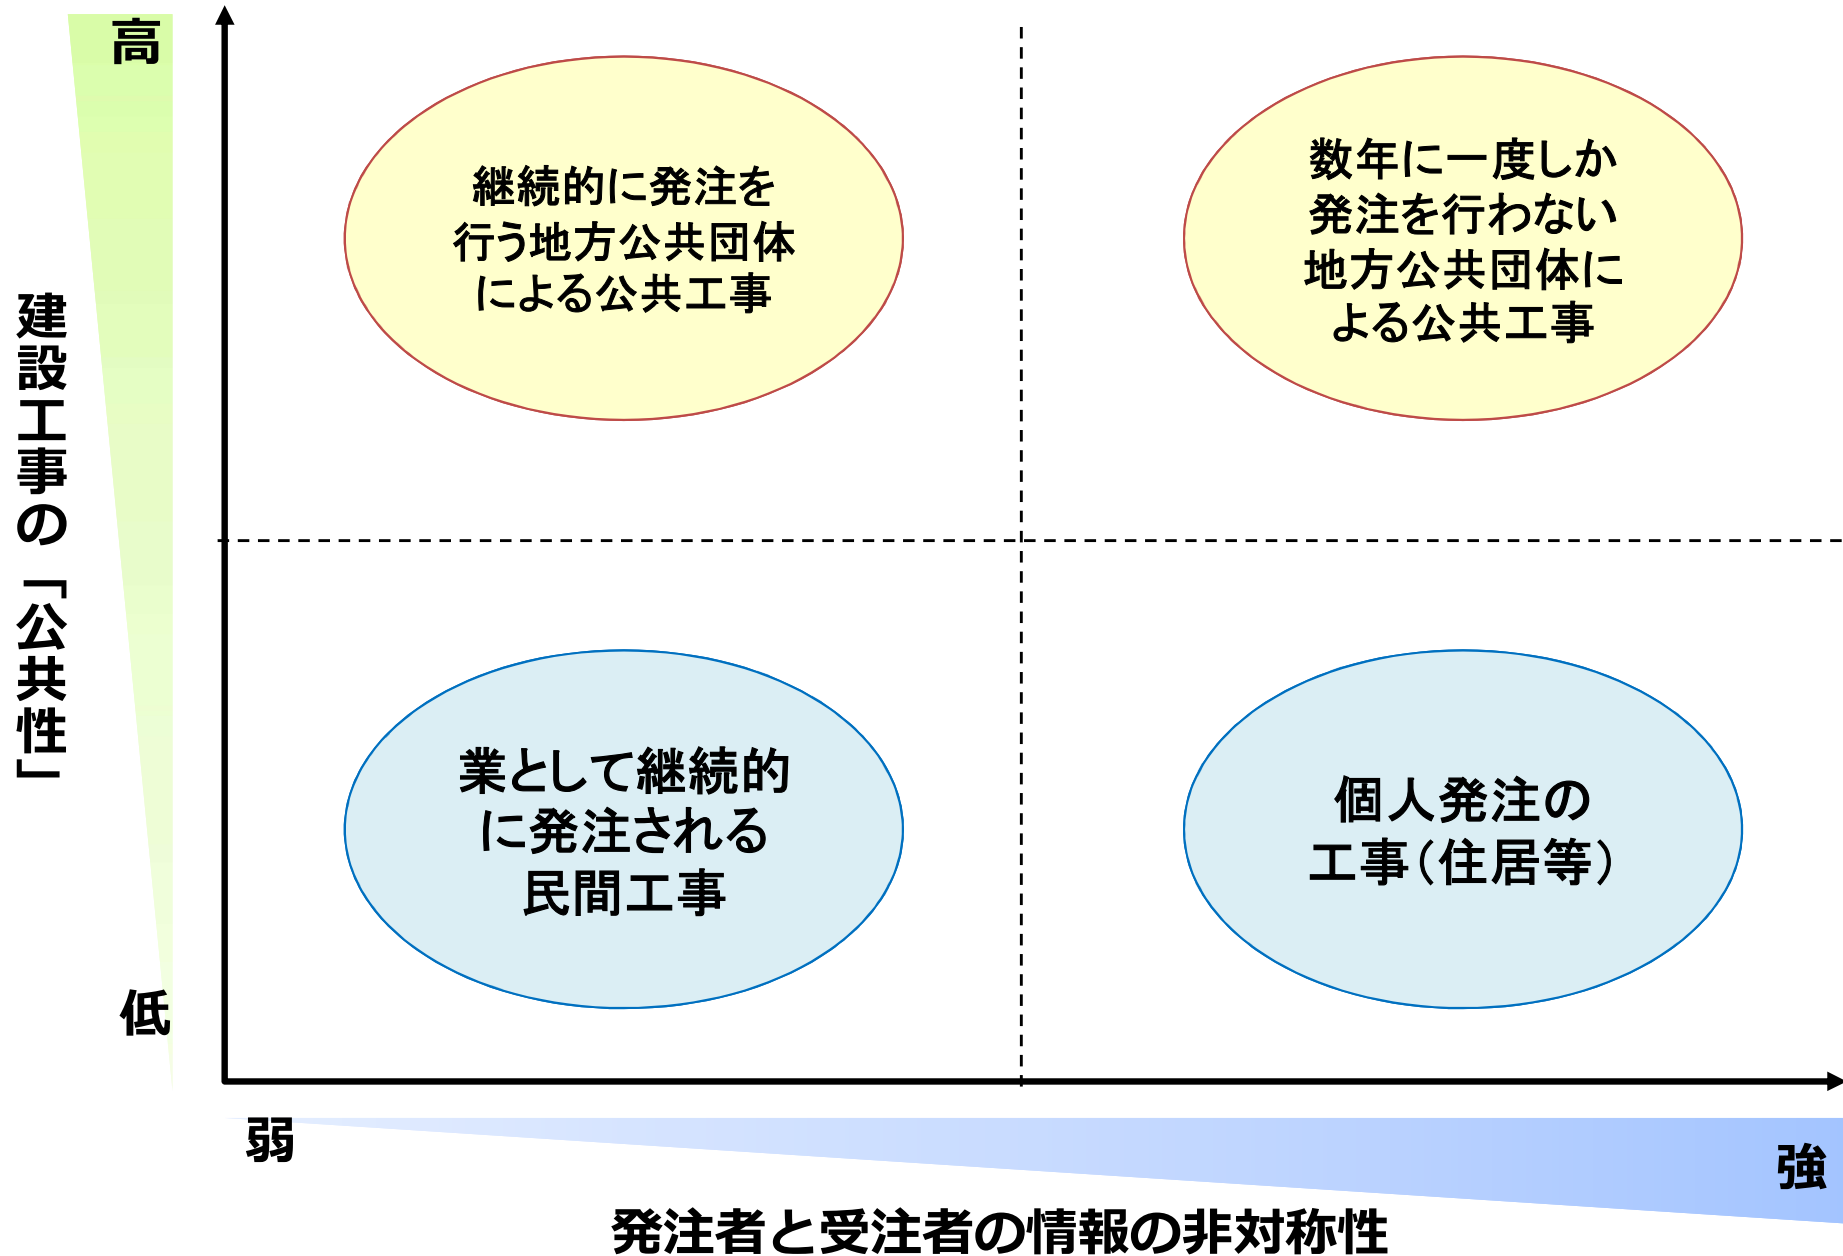 高
継続的に発注を
行う地方公共団体
による公共工事
数年に一度しか
発注を行わない
地方公共団体に
よる公共工事
建設工事の「公共性」
業として継続的
に発注される
民間工事
個人発注の
工事（住居等）
低
弱
強
発注者と受注者の情報の非対称性